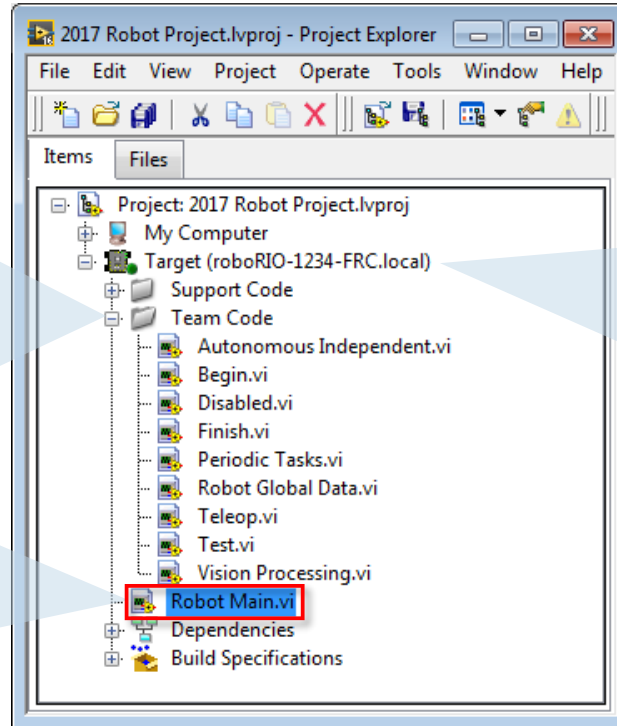 2017 Robot Project.lvproj - Project Explorer
File Edit View Project Operate Tools Window Help
Items Files
Project: 2017 Robot Project.lvproj
My Computer
Target (roboRIO-1234-FRC.local)
Support Code
Team Code
Autonomous Independent.vi
Begin.vi
Disabled.vi
Finish.vi
Periodic Tasks.vi
Robot Global Data.vi
Teleop.vi
Test.vi
Vision Processing.vi
Robot Main.vi
Dependencies
Build Specifications